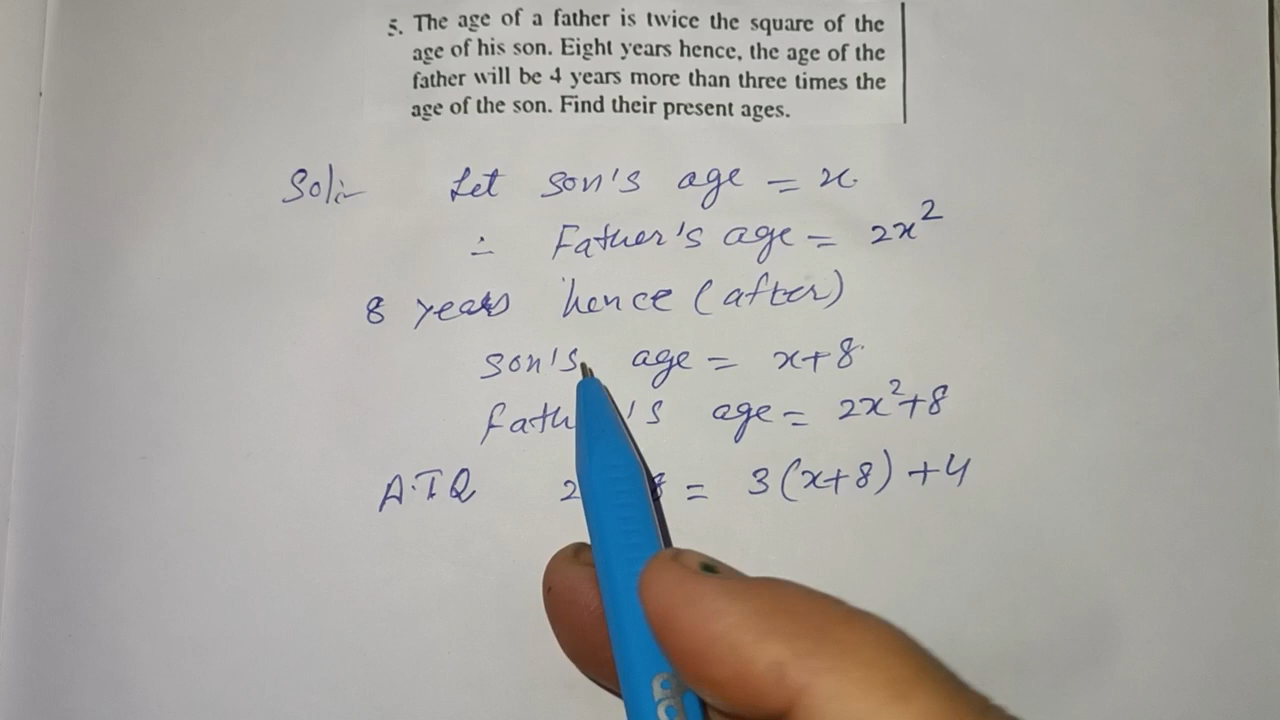 5. The age of a father is twice the square of the
age of his son. Eight years hence, the age of the
father will be 4 years more than three times the
age of the son. Find their present ages.
Sol:- Let son's age = x.
∴ Father's age = 2x²
8 years hence (after)
son's age = x+8.
age = 2x²+8
A.T.Q = 3(x+8) +4